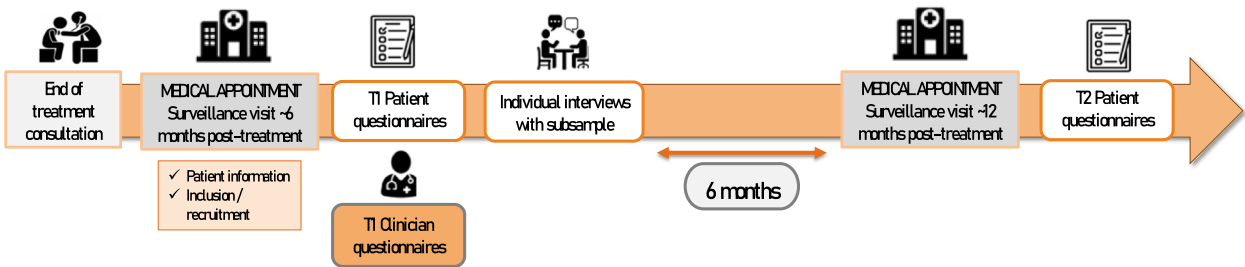 End of
treatment
consultation
MEDICAL APPOINTMENT
Surveillance visit ~6
months post-treatment
✓ Patient information
✓ Inclusion /
recruitment
T1 Patient
questionnaires
T1 Clinician
questionnaires
Individual interviews
with subsample
6 months
MEDICAL APPOINTMENT
Surveillance visit ~12
months post-treatment
T2 Patient
questionnaires